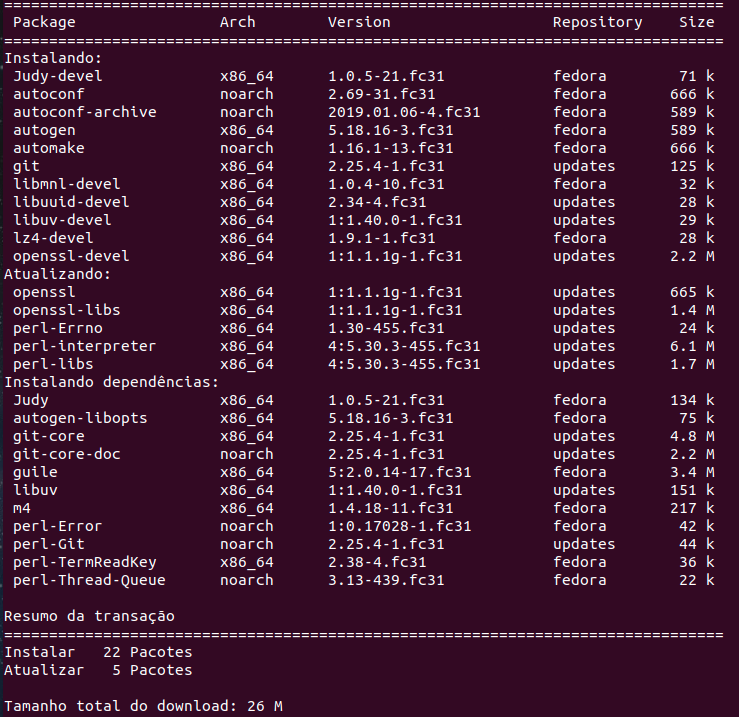 ================================================================================
 Package                Arch        Version                  Repository    Size
================================================================================
Instalando:
 Judy-devel             x86_64      1.0.5-21.fc31            fedora        71 k
 autoconf               noarch      2.69-31.fc31             fedora       666 k
 autoconf-archive       noarch      2019.01.06-4.fc31        fedora       589 k
 autogen                x86_64      5.18.16-3.fc31           fedora       589 k
 automake               noarch      1.16.1-13.fc31           fedora       666 k
 git                    x86_64      2.25.4-1.fc31            updates      125 k
 libmnl-devel           x86_64      1.0.4-10.fc31            fedora        32 k
 libuuid-devel          x86_64      2.34-4.fc31              updates       28 k
 libuv-devel            x86_64      1:1.40.0-1.fc31          updates       29 k
 lz4-devel              x86_64      1.9.1-1.fc31             fedora        28 k
 openssl-devel          x86_64      1:1.1.1g-1.fc31          updates      2.2 M
Atualizando:
 openssl                x86_64      1:1.1.1g-1.fc31          updates      665 k
 openssl-libs           x86_64      1:1.1.1g-1.fc31          updates      1.4 M
 perl-Errno             x86_64      1.30-455.fc31            updates       24 k
 perl-interpreter       x86_64      4:5.30.3-455.fc31        updates      6.1 M
 perl-libs              x86_64      4:5.30.3-455.fc31        updates      1.7 M
Instalando dependências:
 Judy                   x86_64      1.0.5-21.fc31            fedora       134 k
 autogen-libopts        x86_64      5.18.16-3.fc31           fedora        75 k
 git-core               x86_64      2.25.4-1.fc31            updates      4.8 M
 git-core-doc           noarch      2.25.4-1.fc31            updates      2.2 M
 guile                  x86_64      5:2.0.14-17.fc31         fedora       3.4 M
 libuv                  x86_64      1:1.40.0-1.fc31          updates      151 k
 m4                     x86_64      1.4.18-11.fc31           fedora       217 k
 perl-Error             noarch      1:0.17028-1.fc31         fedora        42 k
 perl-Git               noarch      2.25.4-1.fc31            updates       44 k
 perl-TermReadKey       x86_64      2.38-4.fc31              fedora        36 k
 perl-Thread-Queue      noarch      3.13-439.fc31            fedora        22 k
Resumo da transação
================================================================================
Instalar   22 Pacotes
Atualizar   5 Pacotes
Tamanho total do download: 26 M